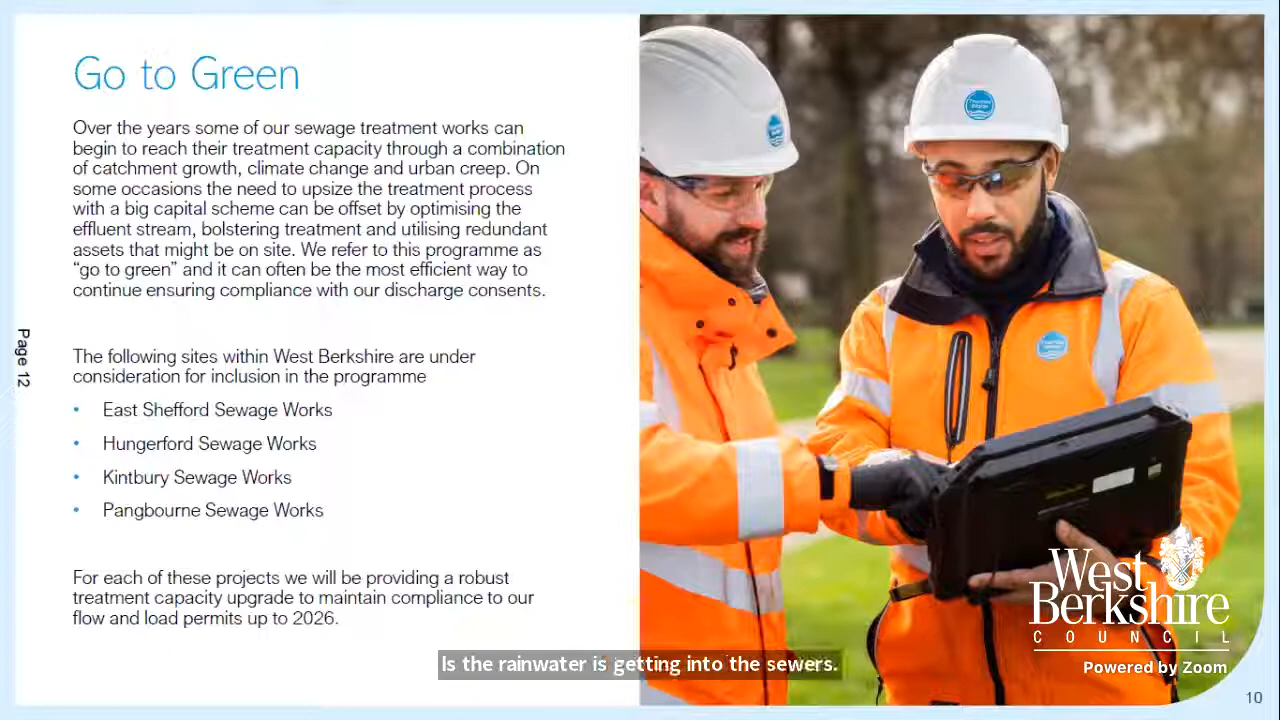 Go to Green
Over the years some of our sewage treatment works can
begin to reach their treatment capacity through a combination
of catchment growth, climate change and urban creep. On
some occasions the need to upsize the treatment process
with a big capital scheme can be offset by optimising the
effluent stream, bolstering treatment and utilising redundant
assets that might be on site. We refer to this programme as
“go to green” and it can often be the most efficient way to
continue ensuring compliance with our discharge consents.
Page 12
The following sites within West Berkshire are under
consideration for inclusion in the programme
• East Shefford Sewage Works
• Hungerford Sewage Works
• Kintbury Sewage Works
• Pangbourne Sewage Works
For each of these projects we will be providing a robust
treatment capacity upgrade to maintain compliance to our
flow and load permits up to 2026.
Is the rainwater is getting into the sewers.
West
Berkshire
COUNCIL
Powered by Zoom
10